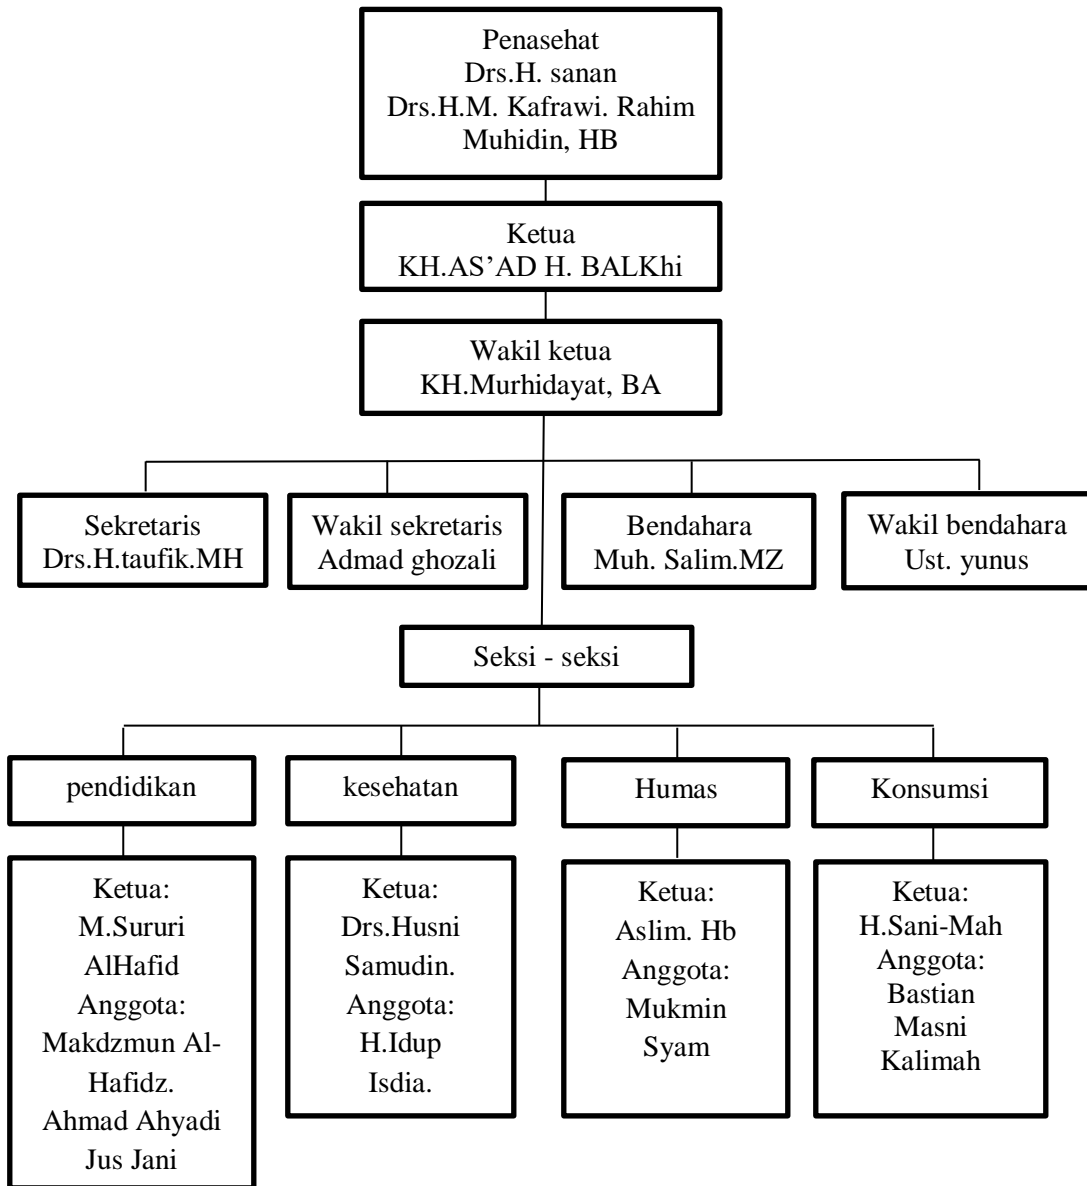 Penasehat
Drs.H. sanan
Drs.H.M. Kafrawi. Rahim
Muhidin, HB
Ketua
KH.AS’AD H. BALKhi
Wakil ketua
KH.Murhidayat, BA
Sekretaris
Drs.H.taufik.MH
Wakil sekretaris
Admad ghozali
Bendahara
Muh. Salim.MZ
Wakil bendahara
Ust. yunus
Seksi - seksi
pendidikan
kesehatan
Humas
Konsumsi
Ketua:
M.Sururi
AlHafid
Anggota:
Makdzmun Al-
Hafidz.
Ahmad Ahyadi
Jus Jani
Ketua:
Drs.Husni
Samudin.
Anggota:
H.Idup
Isdia.
Ketua:
Aslim. Hb
Anggota:
Mukmin
Syam
Ketua:
H.Sani-Mah
Anggota:
Bastian
Masni
Kalimah